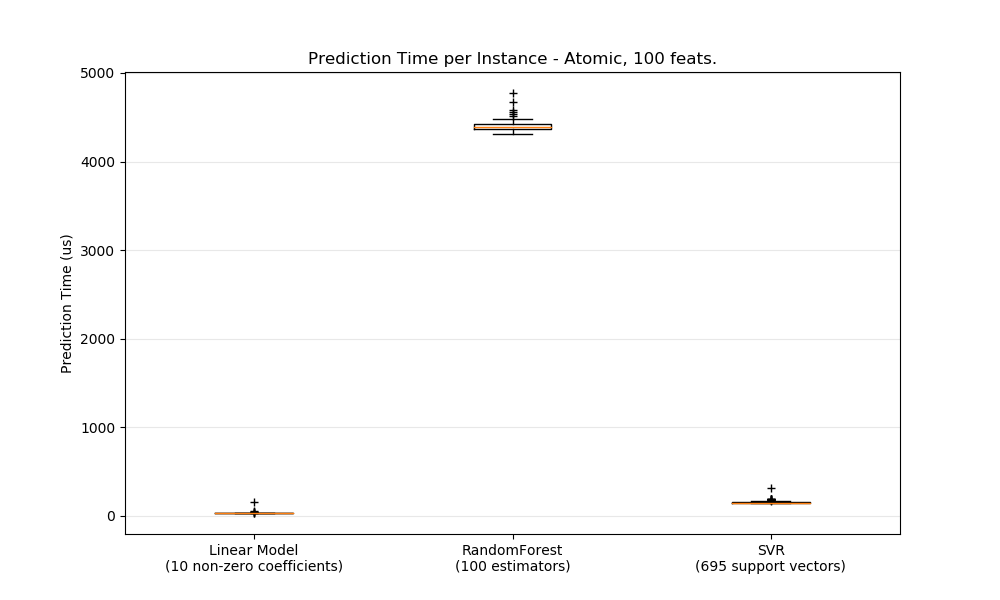 Prediction Time per Instance - Atomic, 100 feats.
5000
4000
3000
2000
1000
0
Prediction Time (us)
Linear Model
(10 non-zero coefficients)
RandomForest
(100 estimators)
SVR
(695 support vectors)